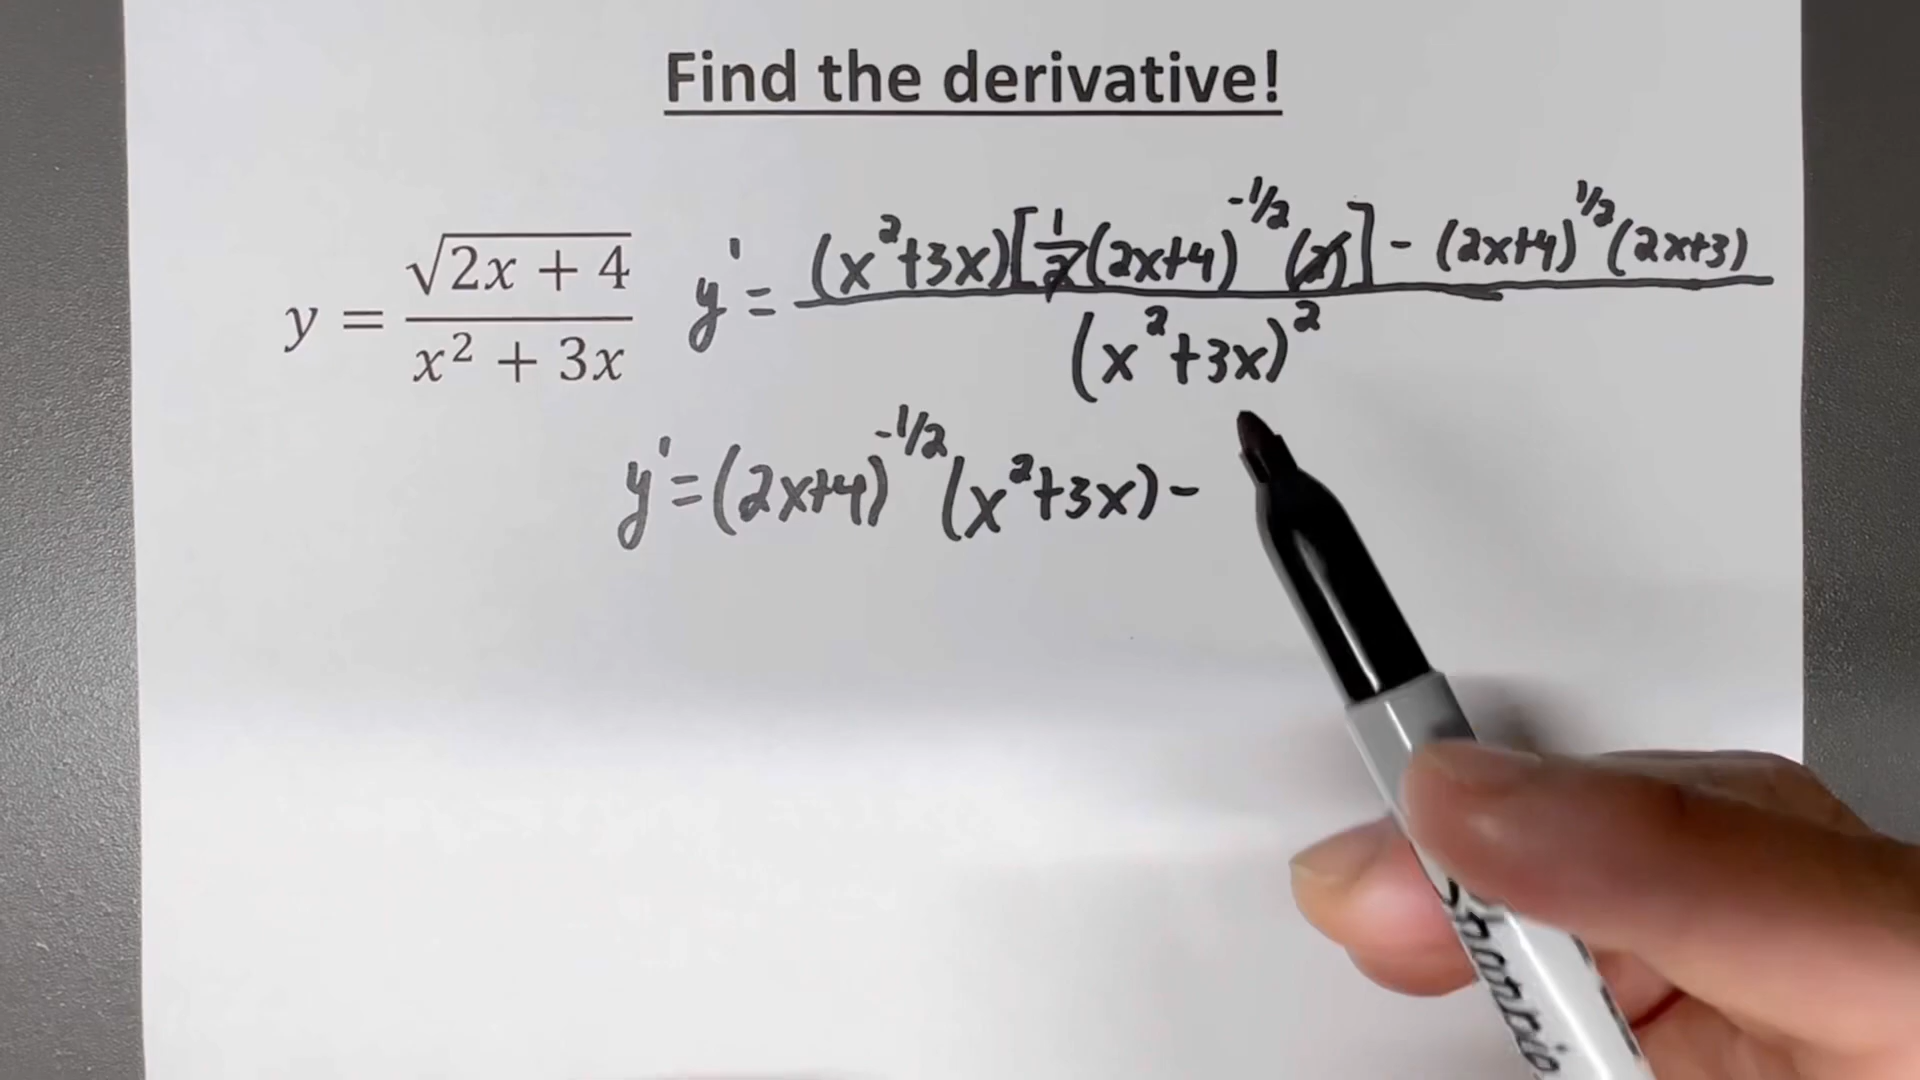 Find the derivative!
y = √(2x + 4) / (x² + 3x)
y' = (x²+3x)[1/2(2x+4)^-1/2(2)] - (2x+4)^1/2(2x+3) / (x²+3x)²
y' = (2x+4)^-1/2(x²+3x) -